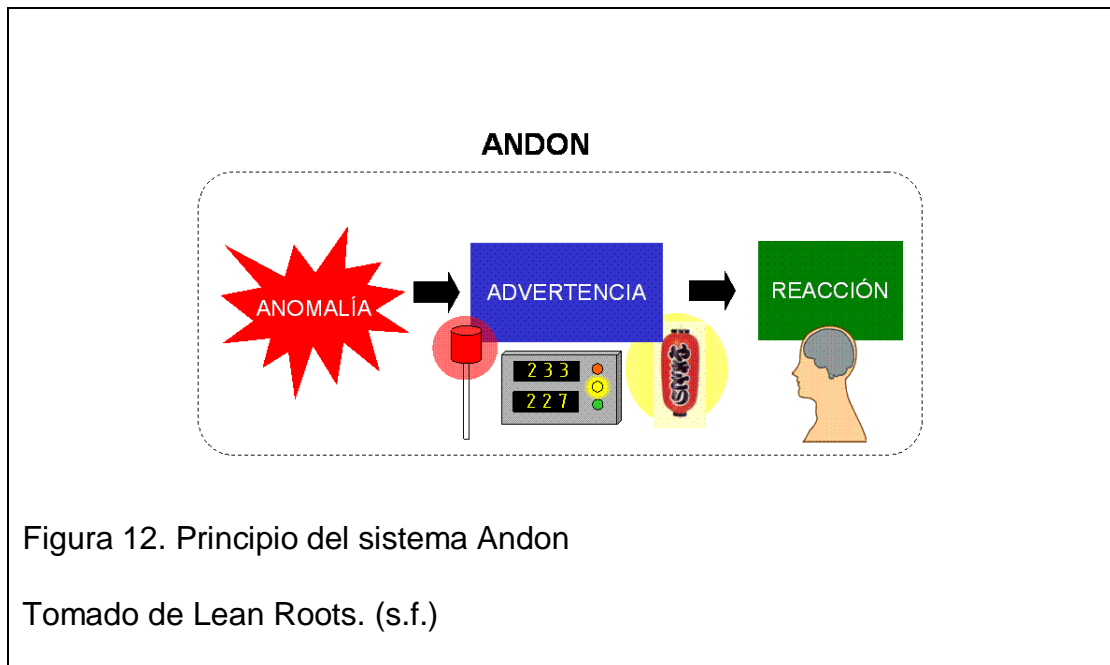 ANDON
ANOMALÍA
ADVERTENCIA
REACCIÓN
233
227
Figura 12. Principio del sistema Andon
Tomado de Lean Roots. (s.f.)